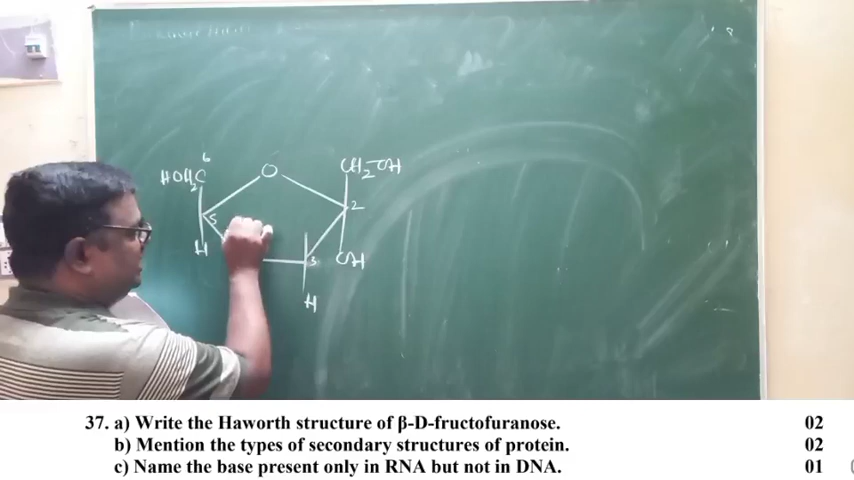 6
HOH₂C
O
CH₂OH
5
2
H
3
OH
H
37. a) Write the Haworth structure of β-D-fructofuranose. 02
b) Mention the types of secondary structures of protein. 02
c) Name the base present only in RNA but not in DNA. 01